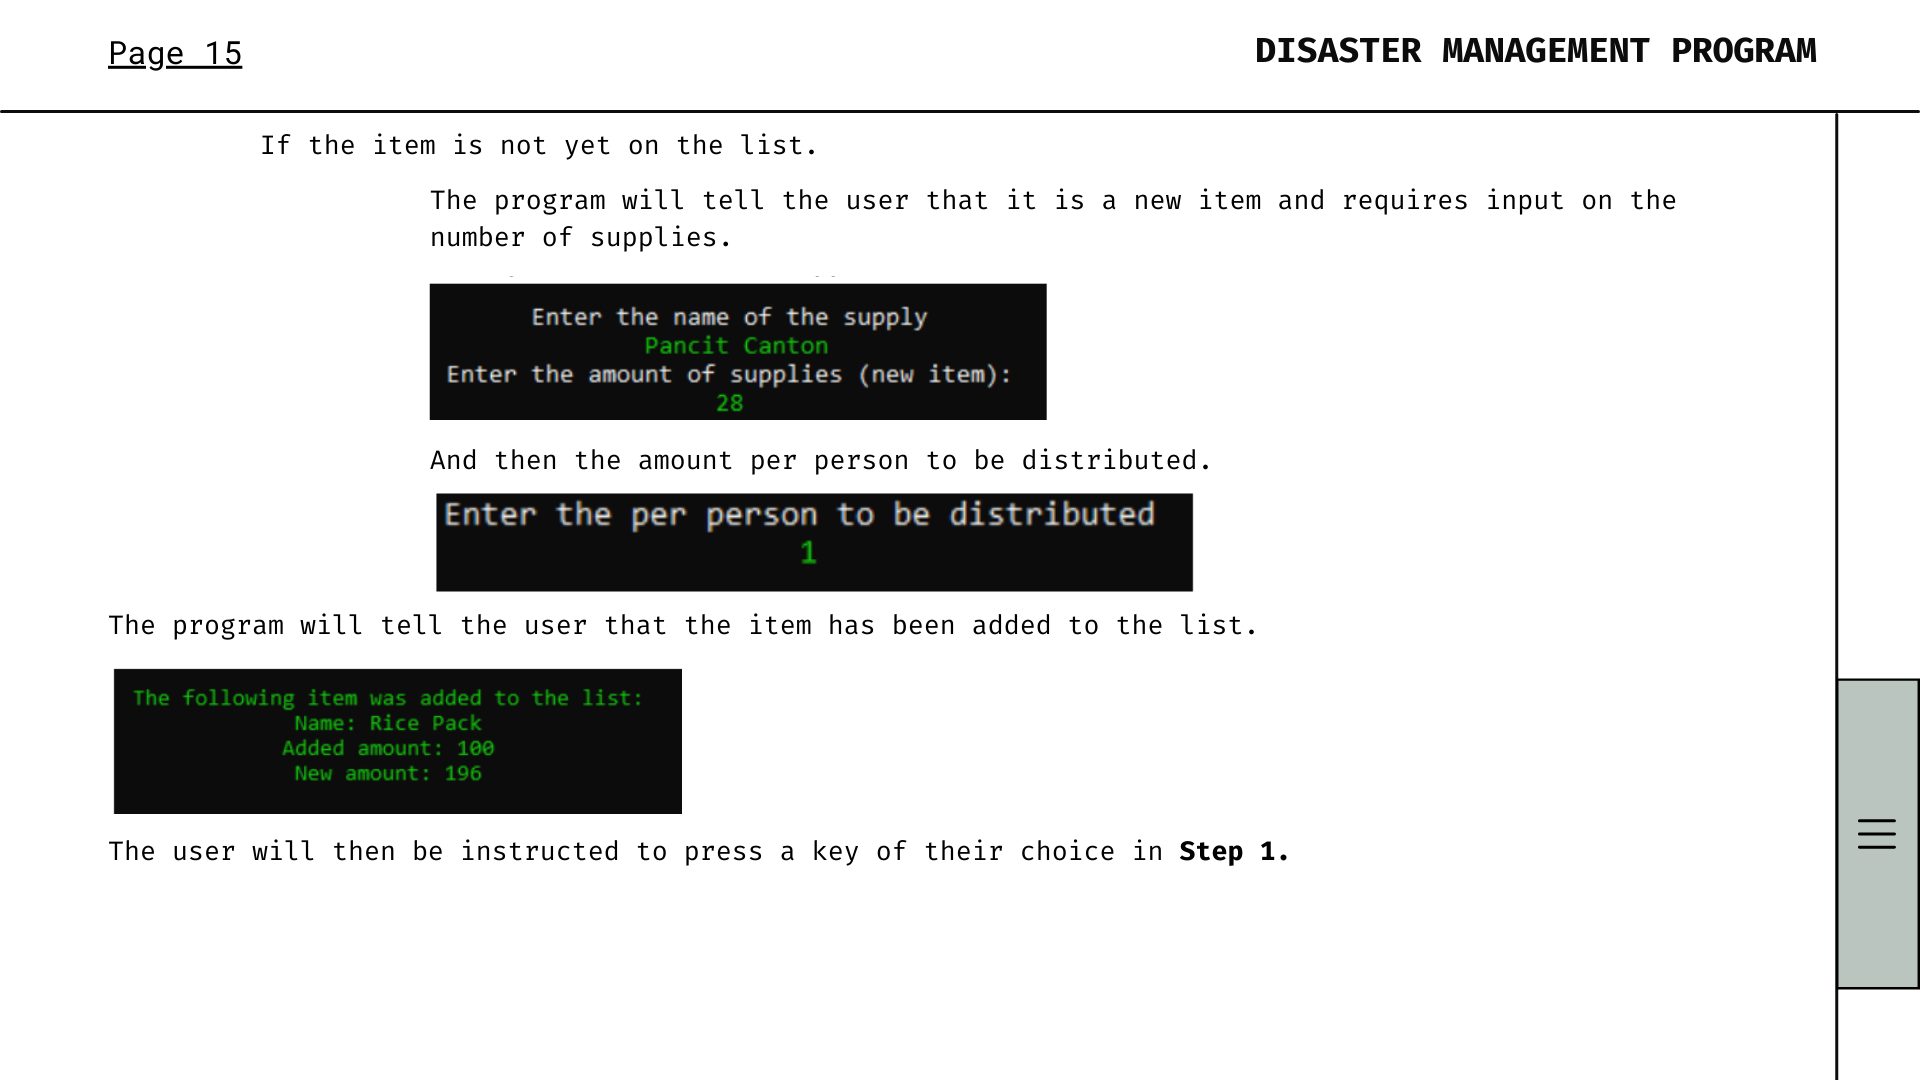 Page 15
DISASTER MANAGEMENT PROGRAM
If the item is not yet on the list.
The program will tell the user that it is a new item and requires input on the
number of supplies.
Enter the name of the supply
Pancit Canton
Enter the amount of supplies (new item):
28
And then the amount per person to be distributed.
Enter the per person to be distributed
1
The program will tell the user that the item has been added to the list.
The following item was added to the list:
Name: Rice Pack
Added amount: 100
New amount: 196
The user will then be instructed to press a key of their choice in Step 1.